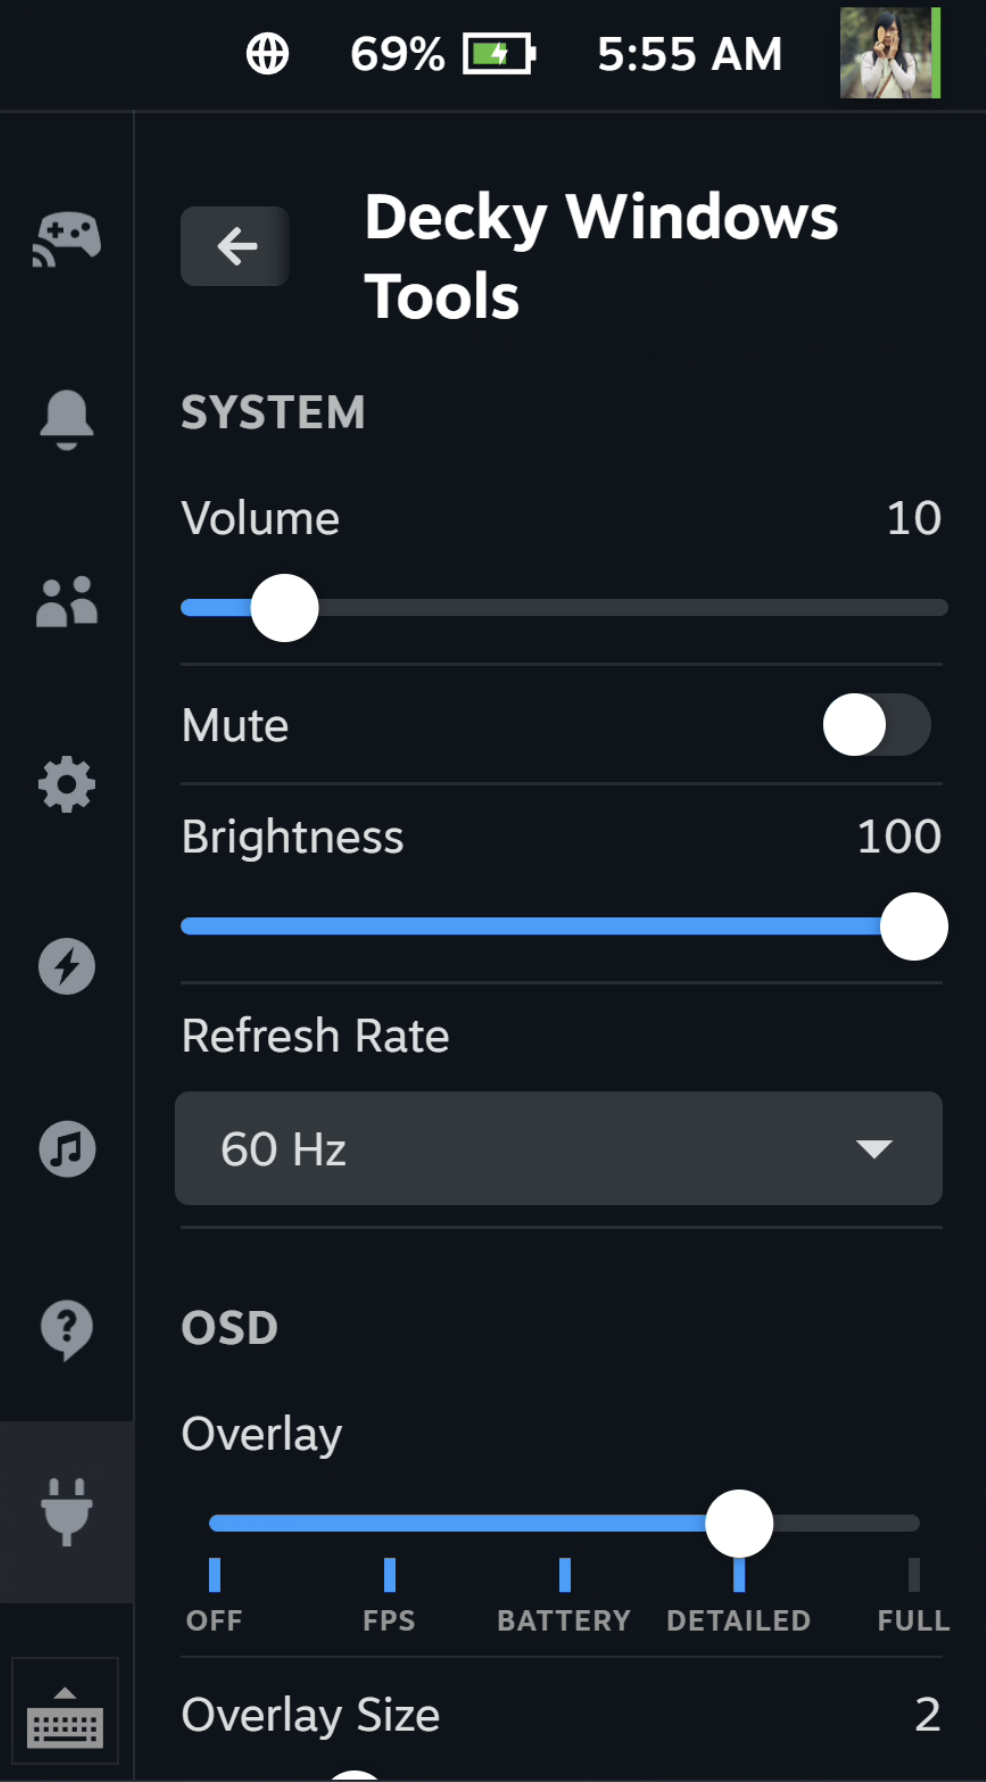 69% 5:55 AM
Decky Windows
Tools
SYSTEM
Volume 10
Mute
Brightness 100
Refresh Rate
60 Hz
OSD
Overlay
OFF FPS BATTERY DETAILED FULL
Overlay Size 2